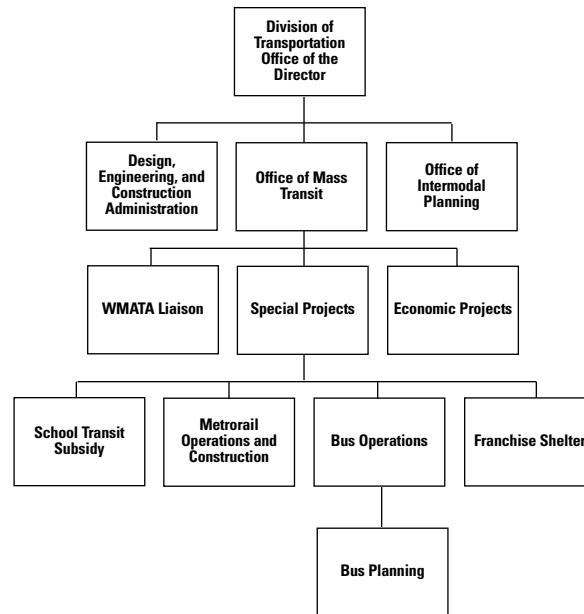 Division of
Transportation
Office of the
Director
Design,
Engineering, and
Construction
Administration
Office of Mass
Transit
Office of
Intermodal
Planning
WMATA Liaison
Special Projects
Economic Projects
School Transit
Subsidy
Metrorail
Operations and
Construction
Bus Operations
Franchise Shelter
Bus Planning